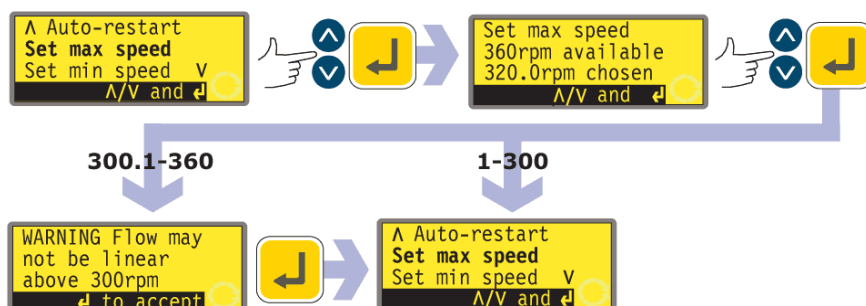 Λ Auto-restart
Set max speed
Set min speed V
Λ/V and ↲
Set max speed
360rpm available
320.0rpm chosen
Λ/V and ↲
300.1-360
1-300
WARNING Flow may
not be linear
above 300rpm
↲ to accept
Λ Auto-restart
Set max speed
Set min speed V
Λ/V and ↲